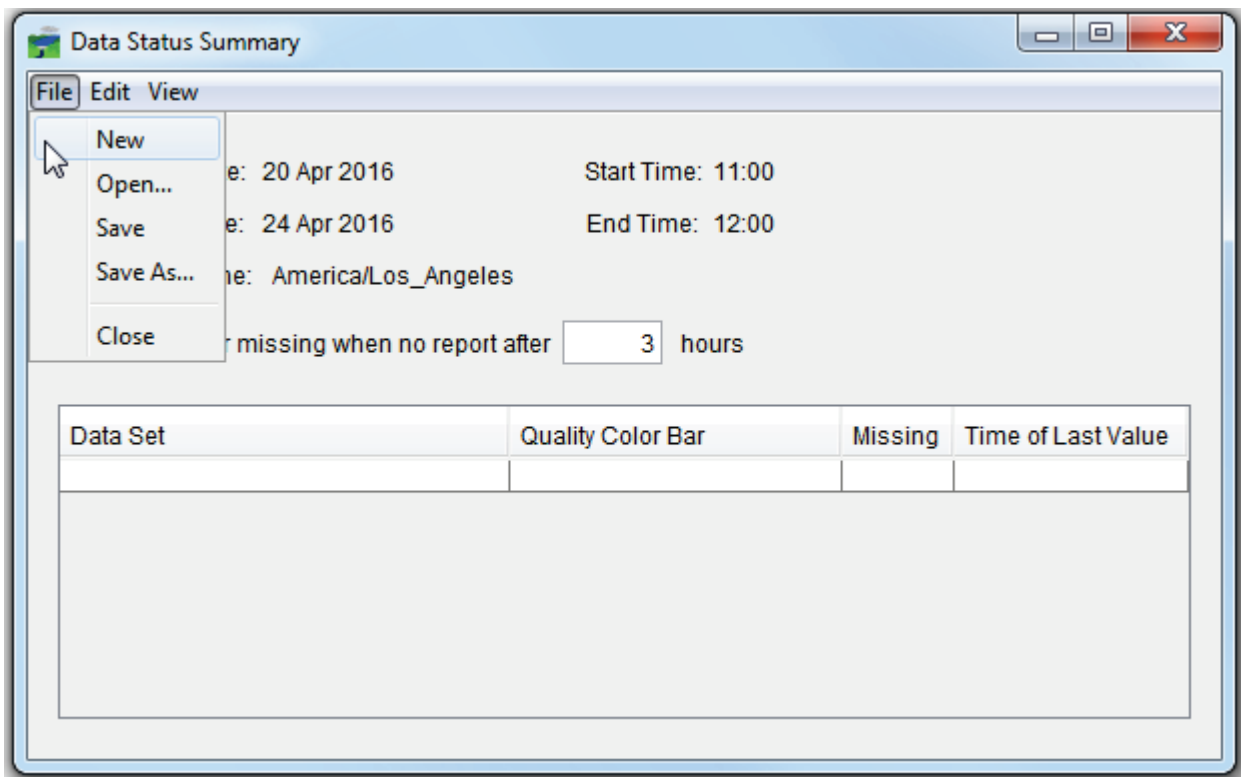 Data Status Summary
File Edit View
New
Open...
Save
Save As...
Close
e: 20 Apr 2016 Start Time: 11:00
e: 24 Apr 2016 End Time: 12:00
ne: America/Los_Angeles
r missing when no report after 3 hours
Data Set Quality Color Bar Missing Time of Last Value